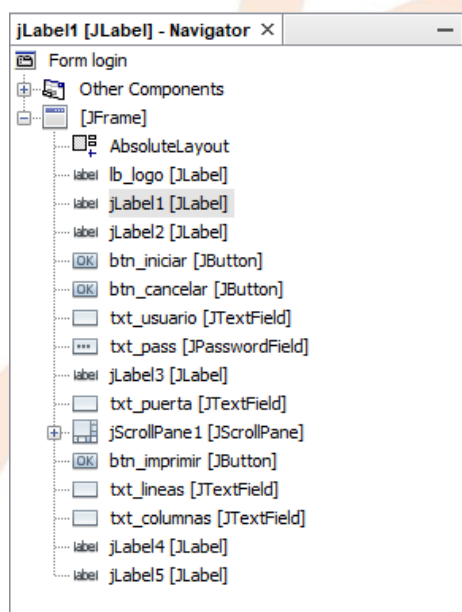 jLabel1 [JLabel] - Navigator ×
Form login
Other Components
[JFrame]
AbsoluteLayout
label lb_logo [JLabel]
label jLabel1 [JLabel]
label jLabel2 [JLabel]
OK btn_iniciar [JButton]
OK btn_cancelar [JButton]
txt_usuario [JTextField]
txt_pass [JPasswordField]
label jLabel3 [JLabel]
txt_puerta [JTextField]
jScrollPane1 [JScrollPane]
OK btn_imprimir [JButton]
txt_lineas [JTextField]
txt_columnas [JTextField]
label jLabel4 [JLabel]
label jLabel5 [JLabel]